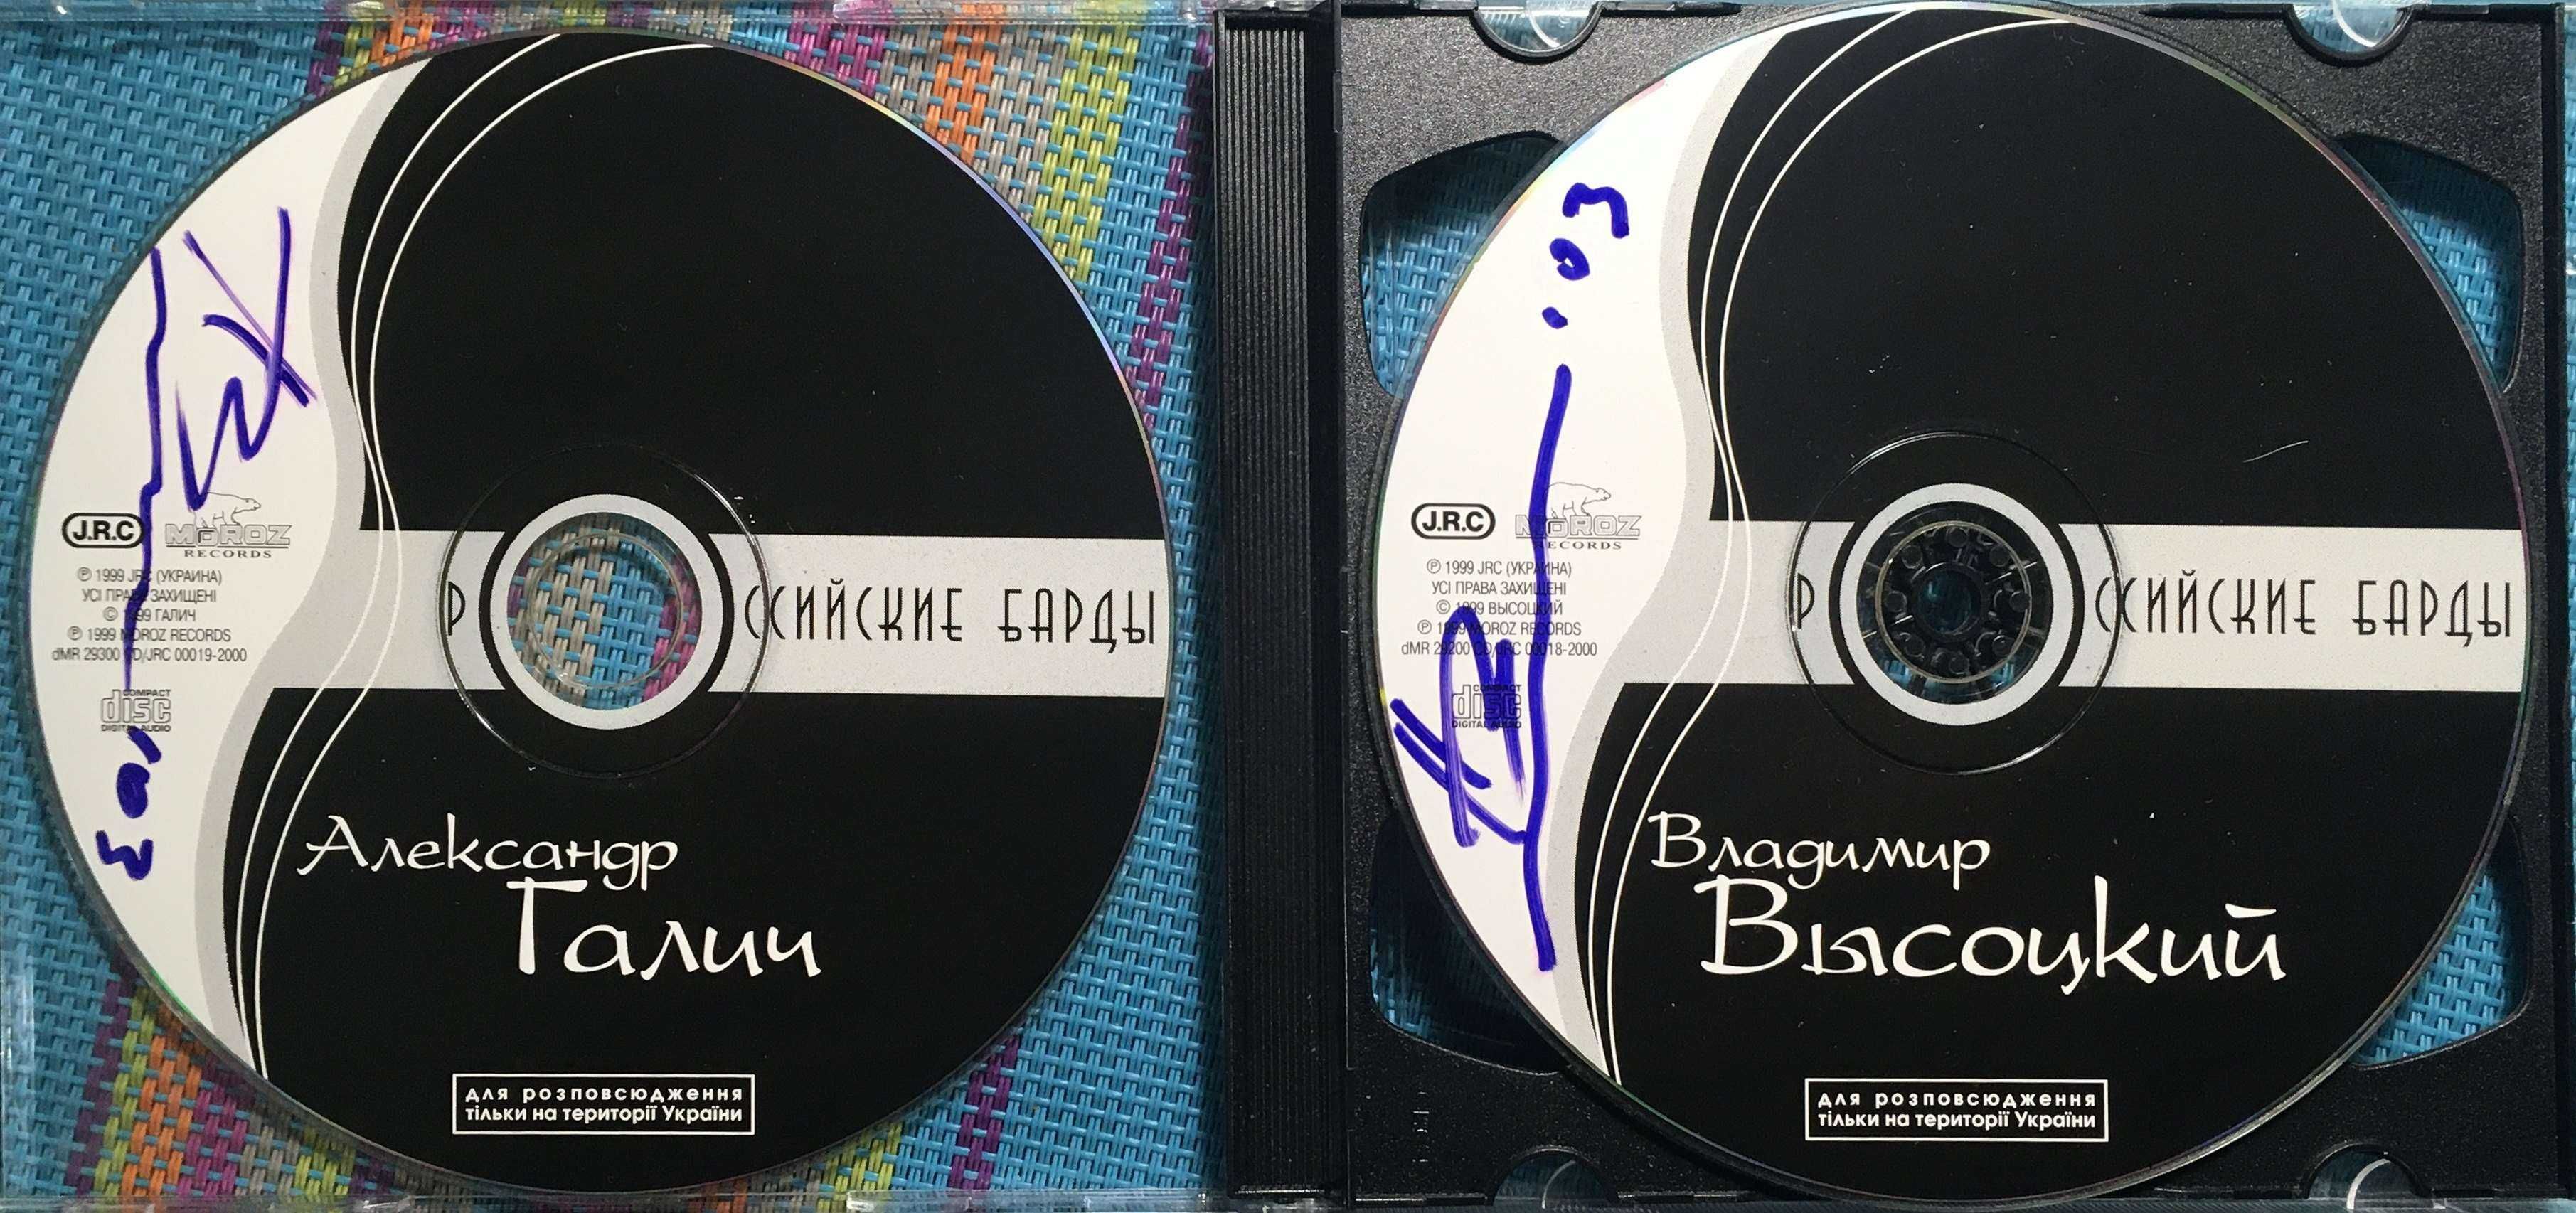 J.R.C
MOROZ
RECORDS
℗ 1999 JRC (УКРАИНА)
УСІ ПРАВА ЗАХИЩЕНІ
© 1999 ГАЛИЧ
℗ 1999 MOROZ RECORDS
dMR 29300 CD/JRC 00019-2000
COMPACT
disc
DIGITAL AUDIO
Р ССИЙСКИЕ БАРДЫ
Александр
Галич
для розповсюдження
тільки на території України
J.R.C
MOROZ
RECORDS
℗ 1999 JRC (УКРАИНА)
УСІ ПРАВА ЗАХИЩЕНІ
© 1999 ВЫСОЦКИЙ
℗ 1999 MOROZ RECORDS
dMR 29200 CD/JRC 00018-2000
COMPACT
disc
DIGITAL AUDIO
Р ССИЙСКИЕ БАРДЫ
Владимир
Высоцкий
для розповсюдження
тільки на території України